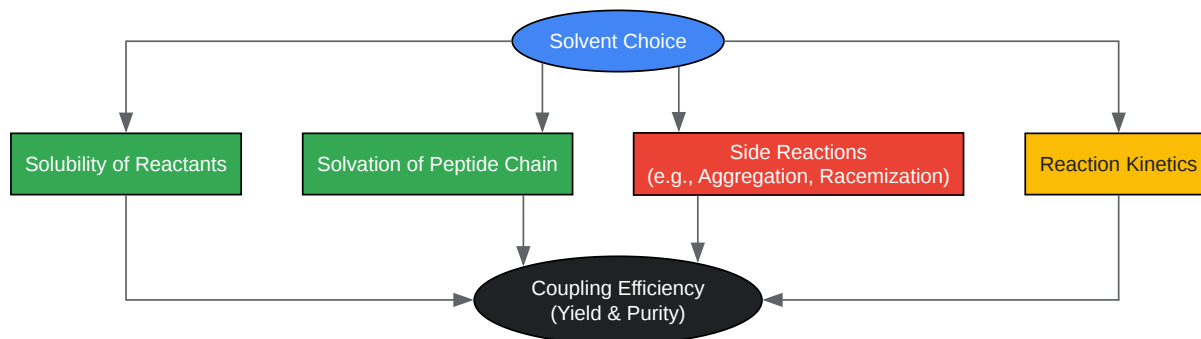 Solvent Choice
Solubility of Reactants
Solvation of Peptide Chain
Side Reactions
(e.g., Aggregation, Racemization)
Reaction Kinetics
Coupling Efficiency
(Yield & Purity)